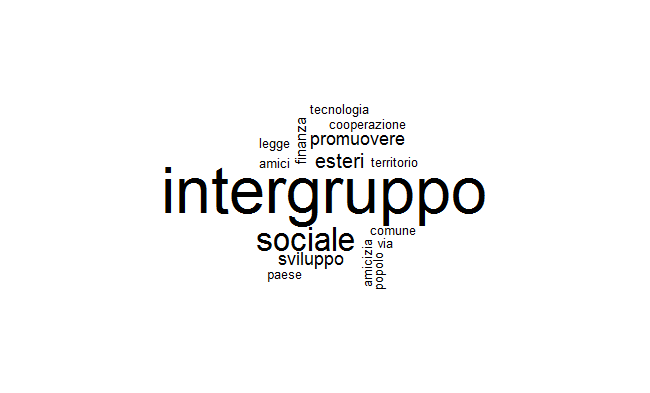 tecnologia
cooperazione
finanza
promuovere
legge
amici
esteri
territorio
intergruppo
sociale
comune
via
sviluppo
amicizia
popolo
paese